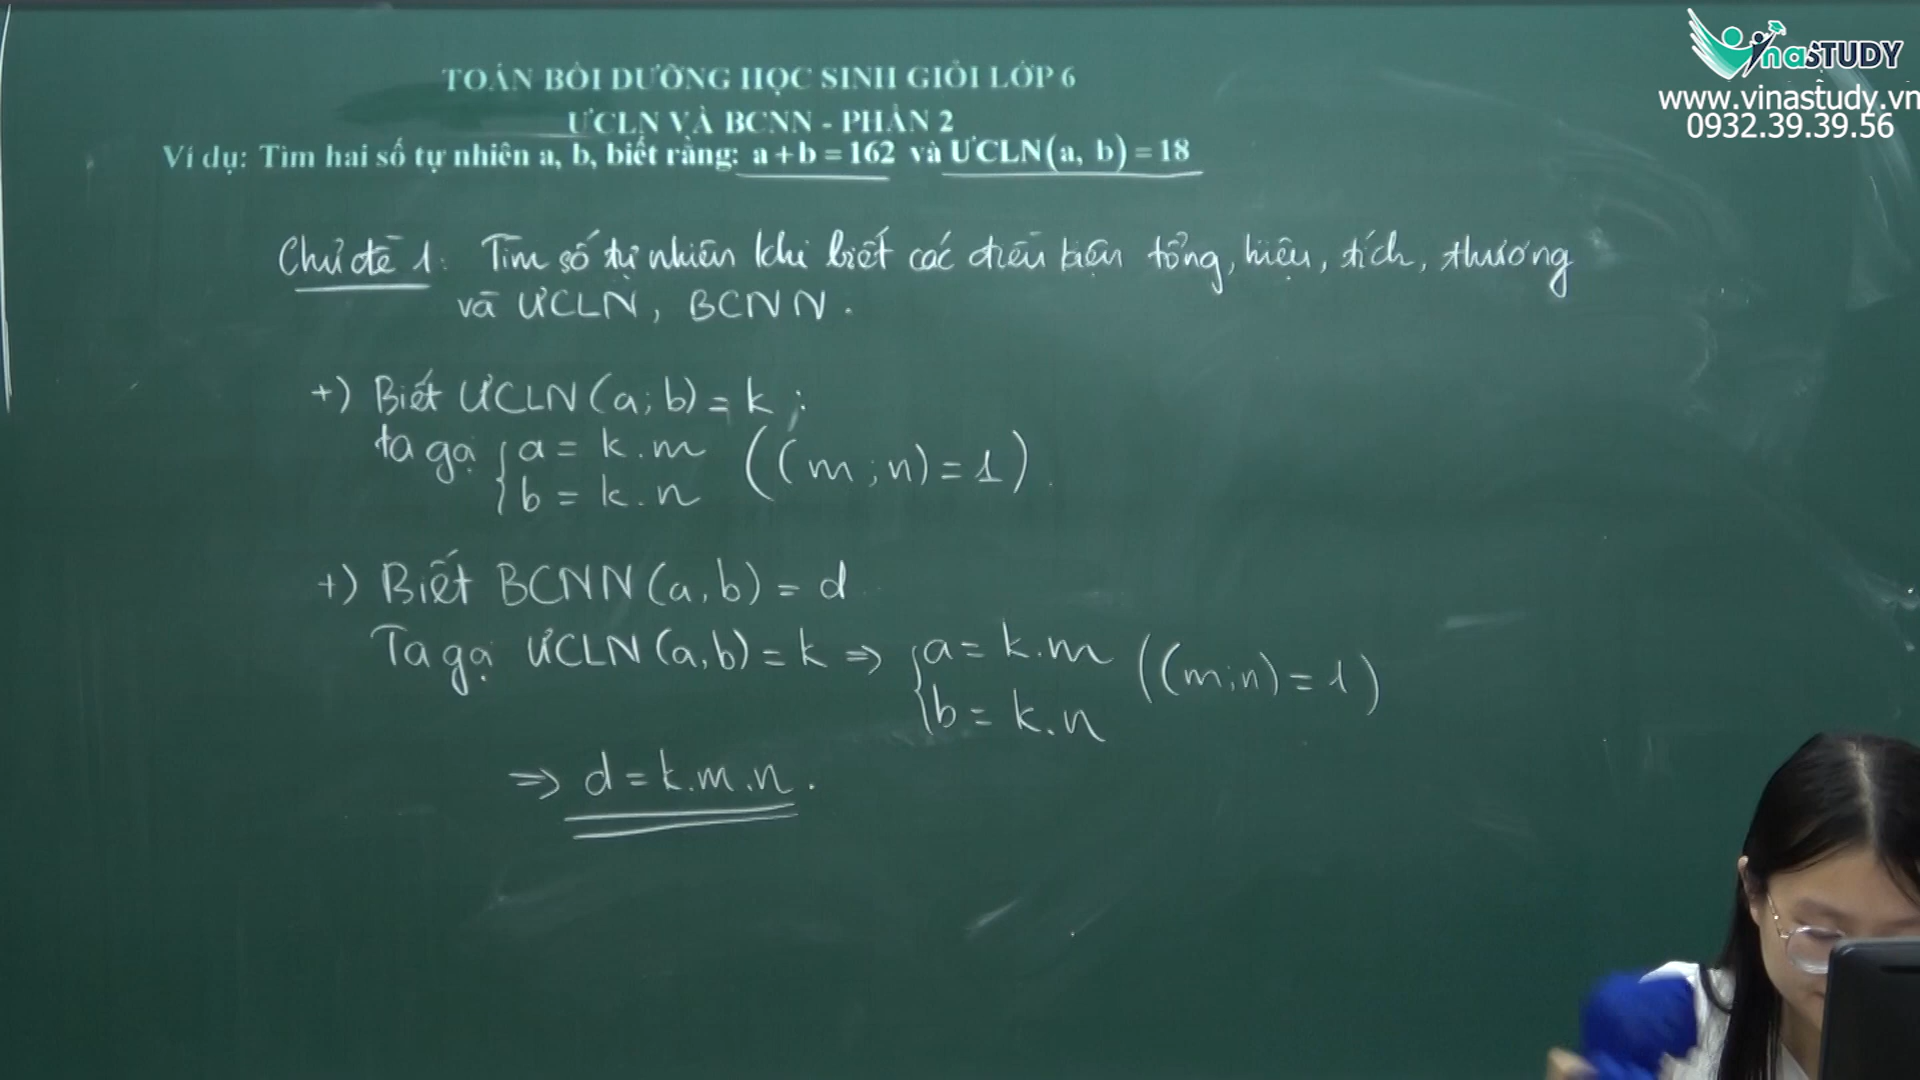 VinaSTUDY
www.vinastudy.vn
0932.39.39.56
TOÁN BỒI DƯỠNG HỌC SINH GIỎI LỚP 6
ƯCLN VÀ BCNN - PHẦN 2
Ví dụ: Tìm hai số tự nhiên a, b, biết rằng: a + b = 162 và ƯCLN(a, b) = 18
Chủ đề 1: Tìm số tự nhiên khi biết các điều kiện tổng, hiệu, tích, thương
và ƯCLN, BCNN.
+) Biết ƯCLN(a; b) = k ;
ta gọi { a = k.m ((m ; n) = 1).
b = k.n
+) Biết BCNN(a, b) = d
Ta gọi ƯCLN(a, b) = k ⇒ { a = k.m ((m; n) = 1)
b = k.n
⇒ d = k.m.n.